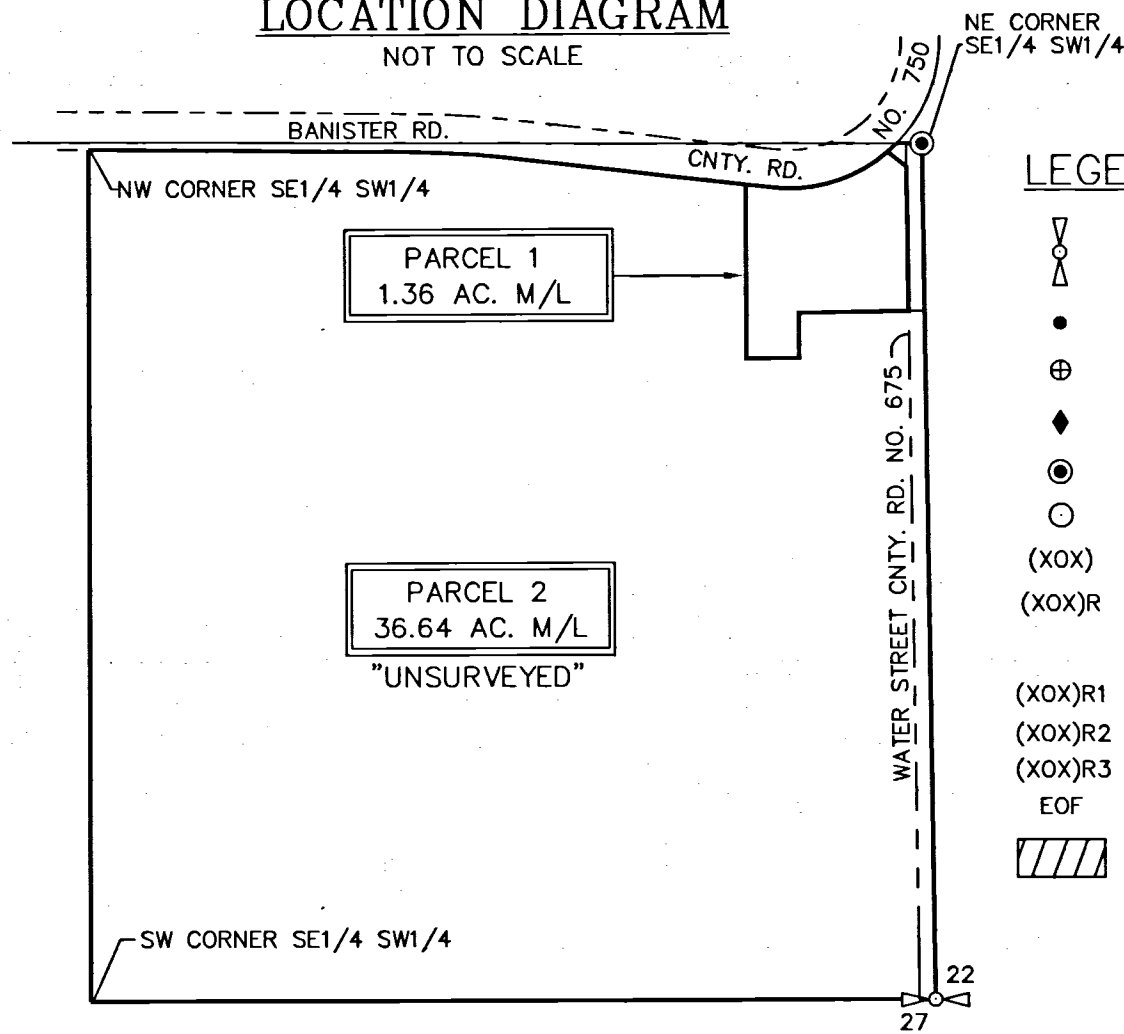 LOCATION DIAGRAM
NOT TO SCALE
NE CORNER
SE1/4 SW1/4
BANISTER RD.
CNTY. RD.
NO. 750
NW CORNER SE1/4 SW1/4
LEGE
PARCEL 1
1.36 AC. M/L
WATER STREET CNTY. RD. NO. 675
PARCEL 2
36.64 AC. M/L
"UNSURVEYED"
(XOX)
(XOX)R
(XOX)R1
(XOX)R2
(XOX)R3
EOF
SW CORNER SE1/4 SW1/4
22
27